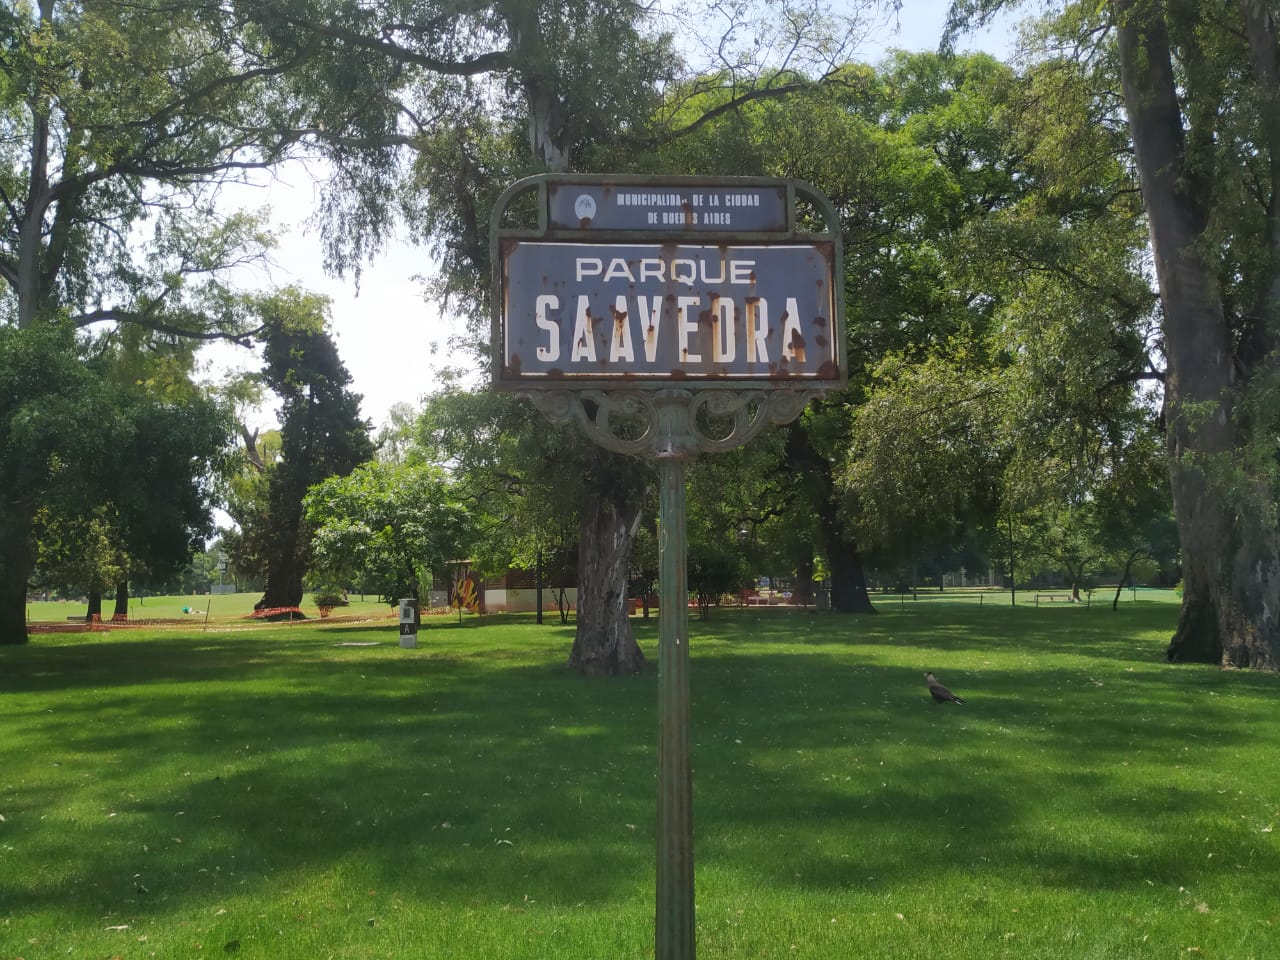 MUNICIPALIDAD DE LA CIUDAD
DE BUENOS AIRES
PARQUE
SAAVEDRA
A